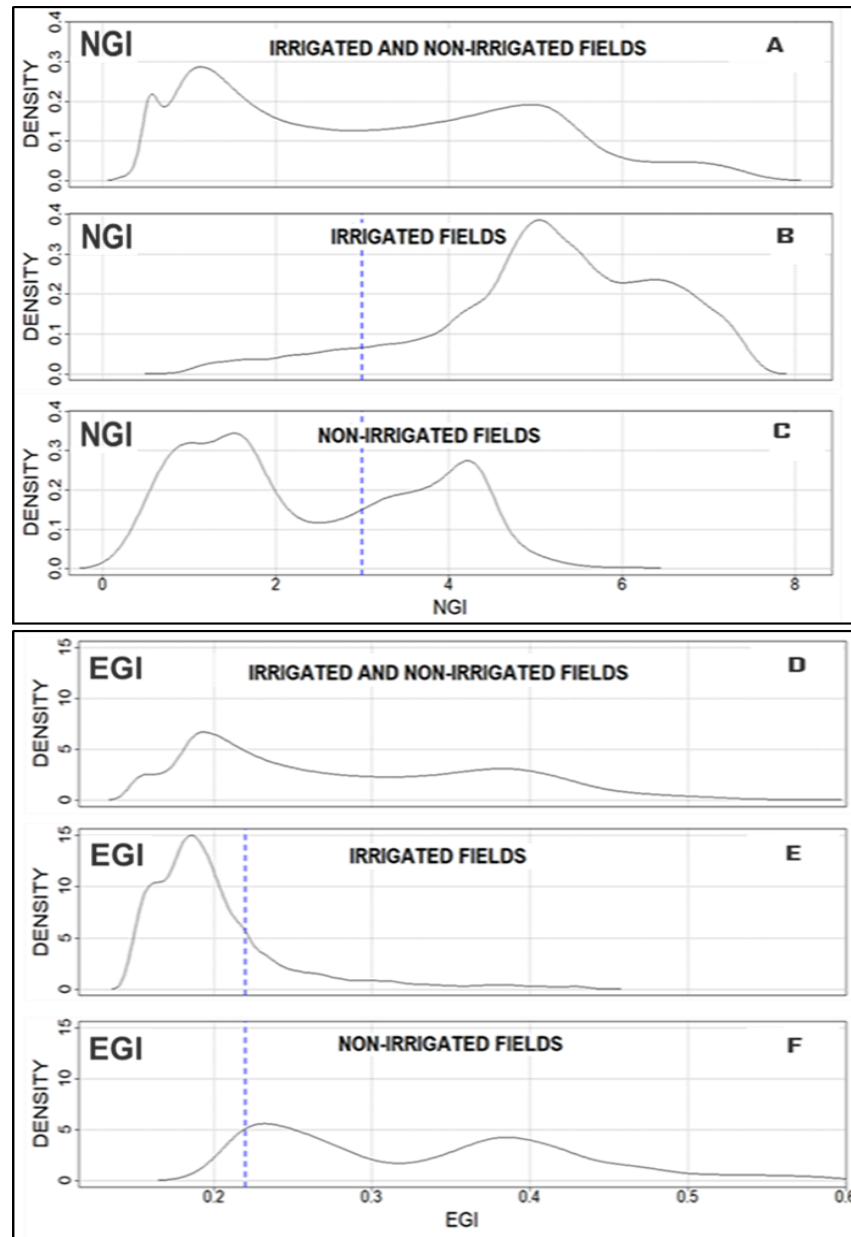 NGI
IRRIGATED AND NON-IRRIGATED FIELDS
A
DENSITY
0.0 0.1 0.2 0.3 0.4
NGI
IRRIGATED FIELDS
B
DENSITY
0.0 0.1 0.2 0.3 0.4
NGI
NON-IRRIGATED FIELDS
C
DENSITY
0.0 0.1 0.2 0.3 0.4
0 2 4 6 8
NGI
EGI
IRRIGATED AND NON-IRRIGATED FIELDS
D
DENSITY
0 5 10 15
EGI
IRRIGATED FIELDS
E
DENSITY
0 5 10 15
EGI
NON-IRRIGATED FIELDS
F
DENSITY
0 5 10 15
0.2 0.3 0.4 0.5 0.6
EGI